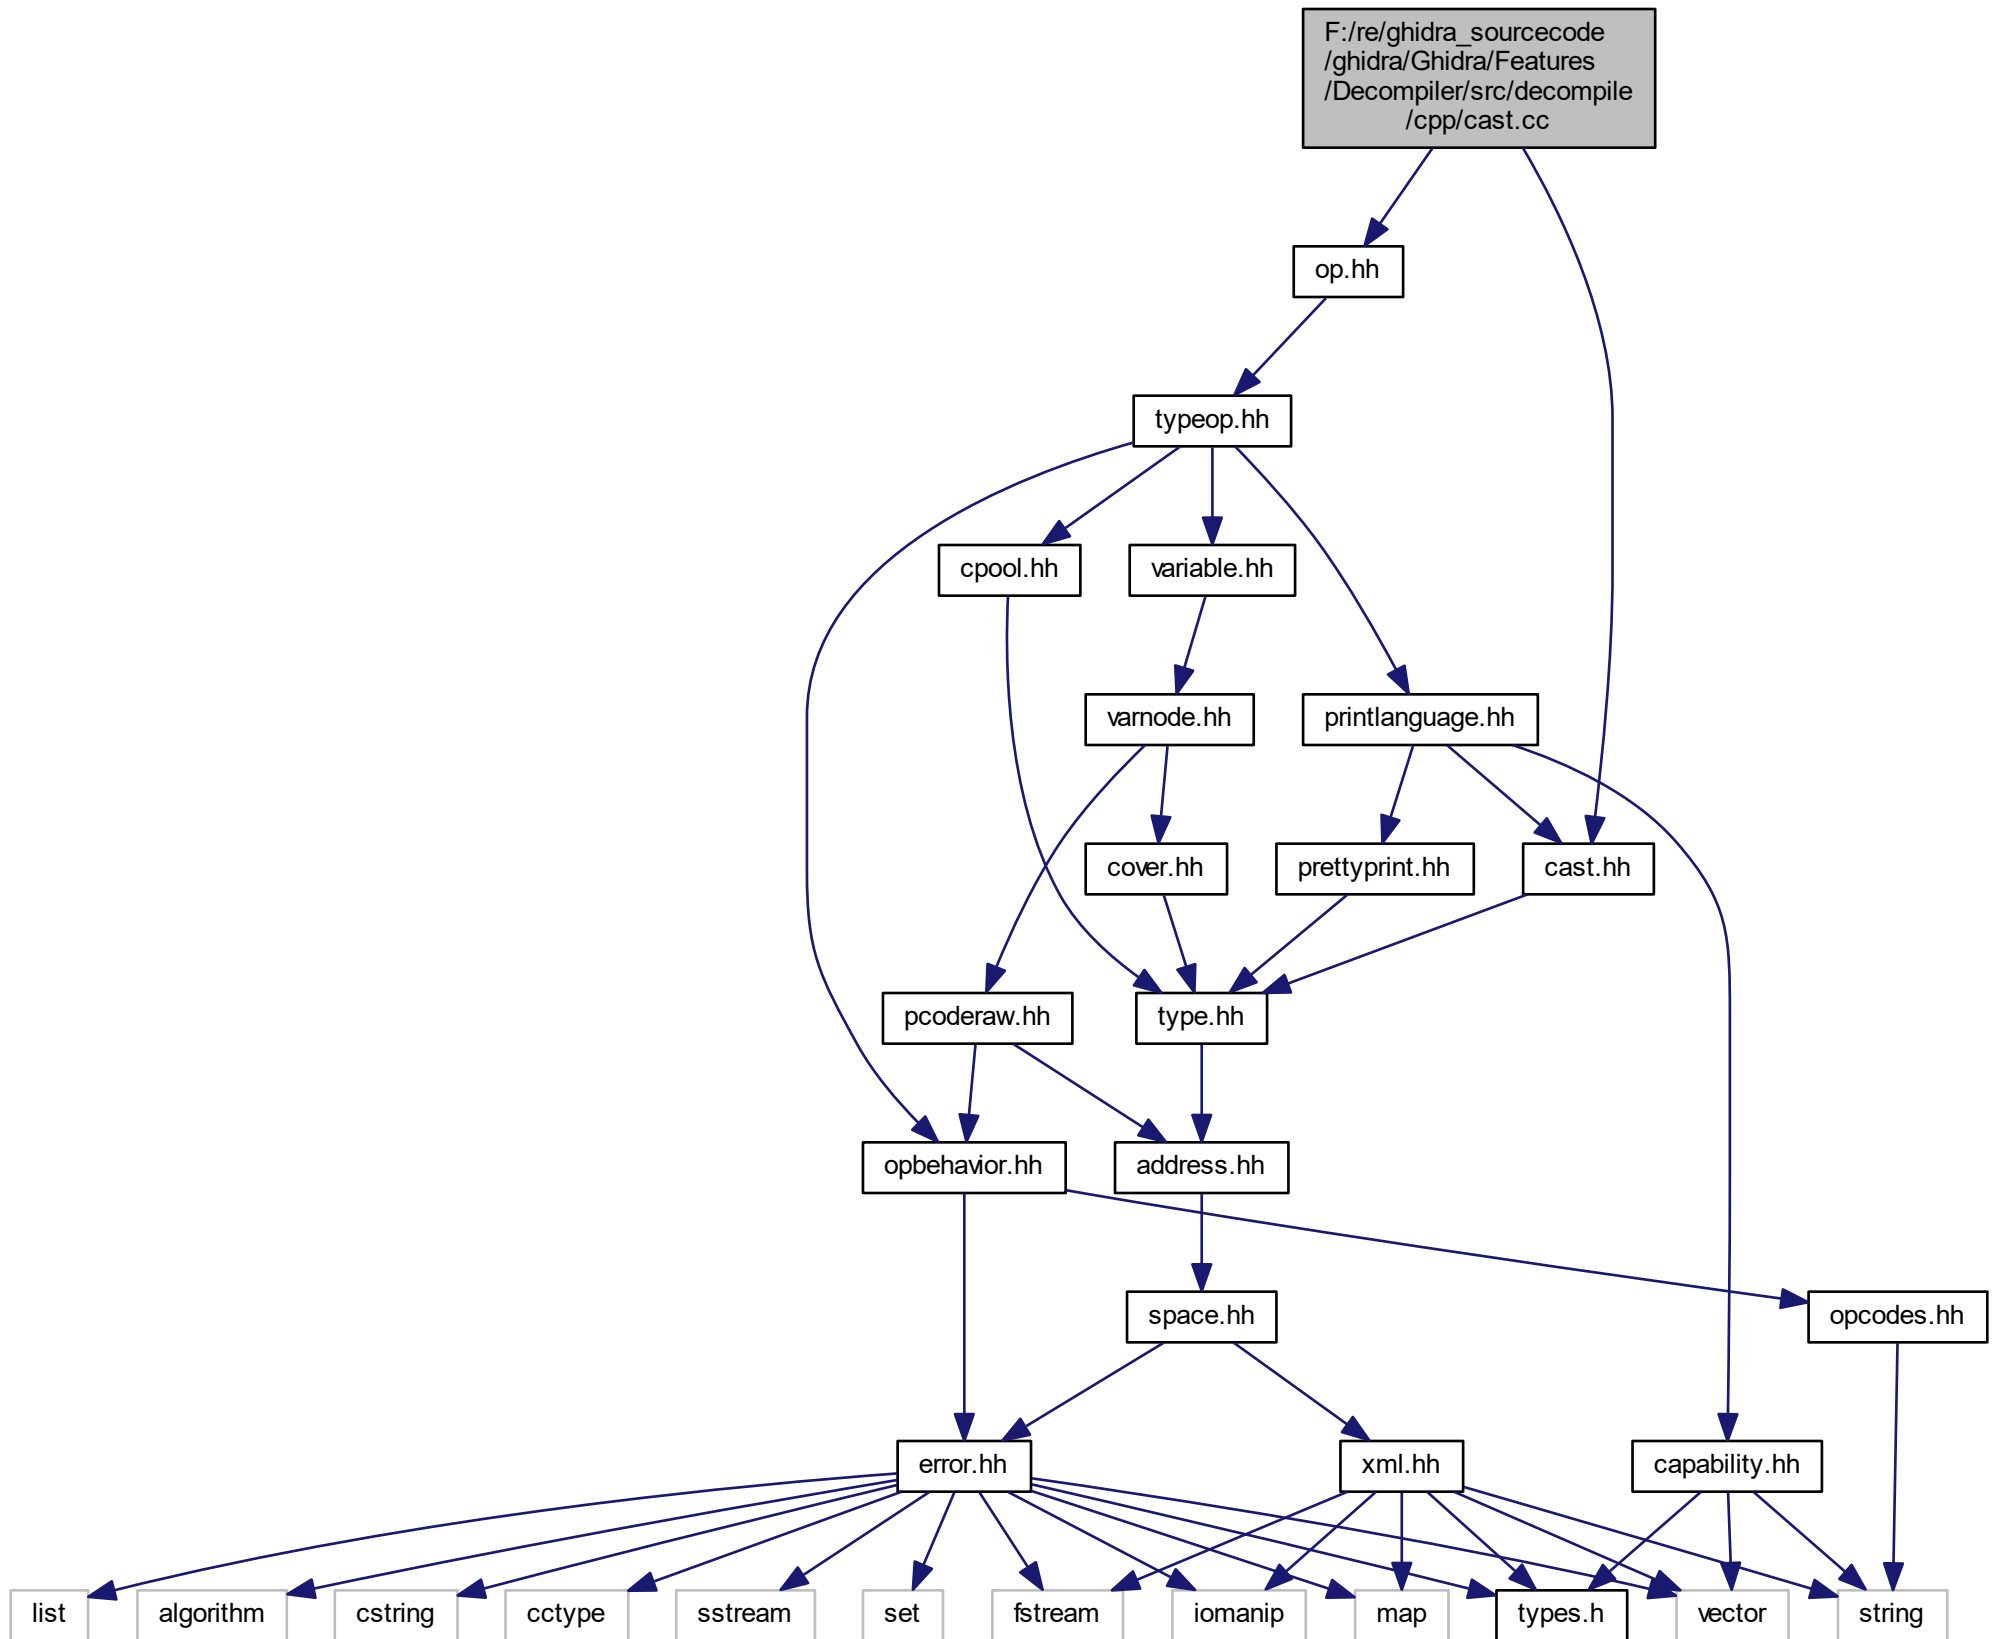 F:/re/ghidra_sourcecode
/ghidra/Ghidra/Features
/Decompiler/src/decompile
/cpp/cast.cc
op.hh
typeop.hh
cpool.hh
variable.hh
varnode.hh
printlanguage.hh
cover.hh
prettyprint.hh
cast.hh
pcoderaw.hh
type.hh
opbehavior.hh
address.hh
space.hh
opcodes.hh
error.hh
xml.hh
capability.hh
list
algorithm
cstring
cctype
sstream
set
fstream
iomanip
map
types.h
vector
string